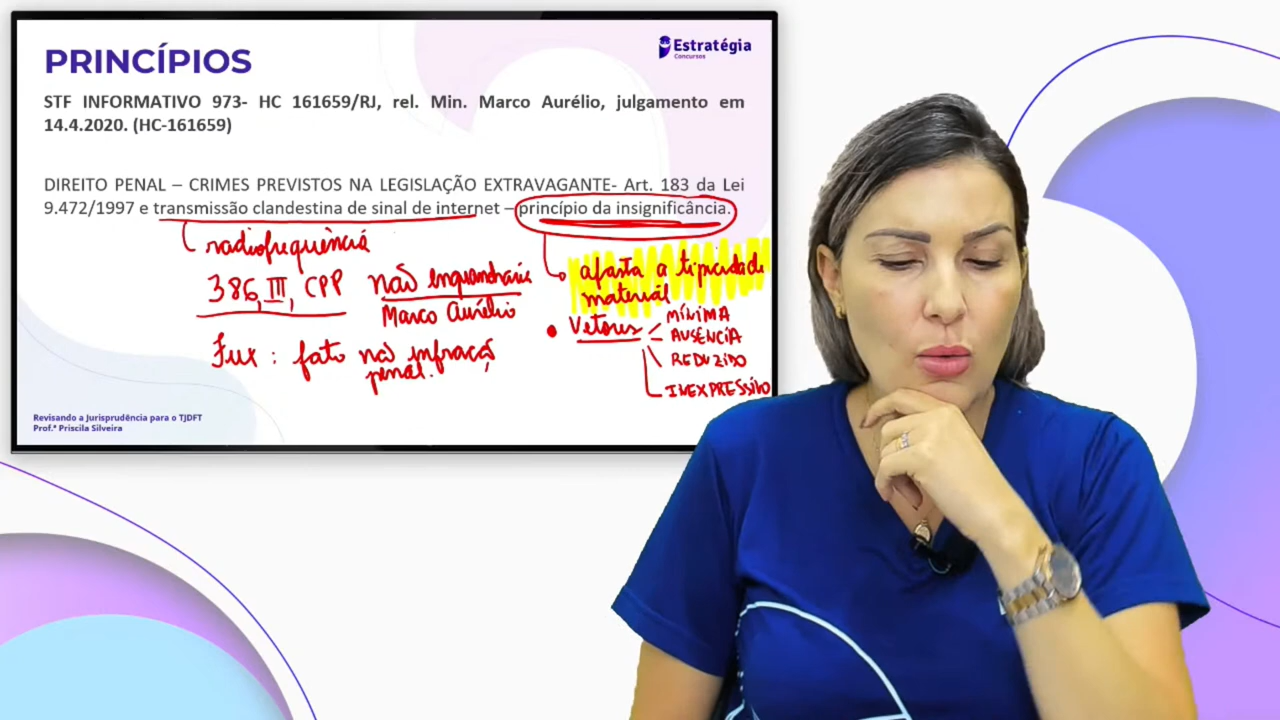 PRINCÍPIOS
Estratégia
Concursos
STF INFORMATIVO 973- HC 161659/RJ, rel. Min. Marco Aurélio, julgamento em
14.4.2020. (HC-161659)
DIREITO PENAL – CRIMES PREVISTOS NA LEGISLAÇÃO EXTRAVAGANTE- Art. 183 da Lei
9.472/1997 e transmissão clandestina de sinal de internet – princípio da insignificância.
radiofrequência
386, III, CPP não enquadraria
Marco Aurélio
Fux : fato não infração
penal.
afasta a tipicidade
material
Vetores
MÍNIMA
AUSÊNCIA
REDUZIDO
INEXPRESSIVO
Revisando a Jurisprudência para o TJDFT
Prof.ª Priscila Silveira